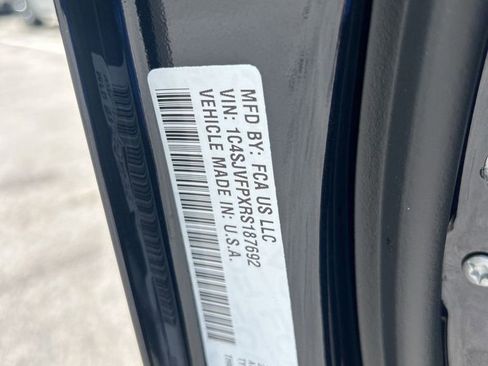 MFD BY: FCA US LLC
VIN: 1C4SJVFPXRS187692
VEHICLE MADE IN: U.S.A.